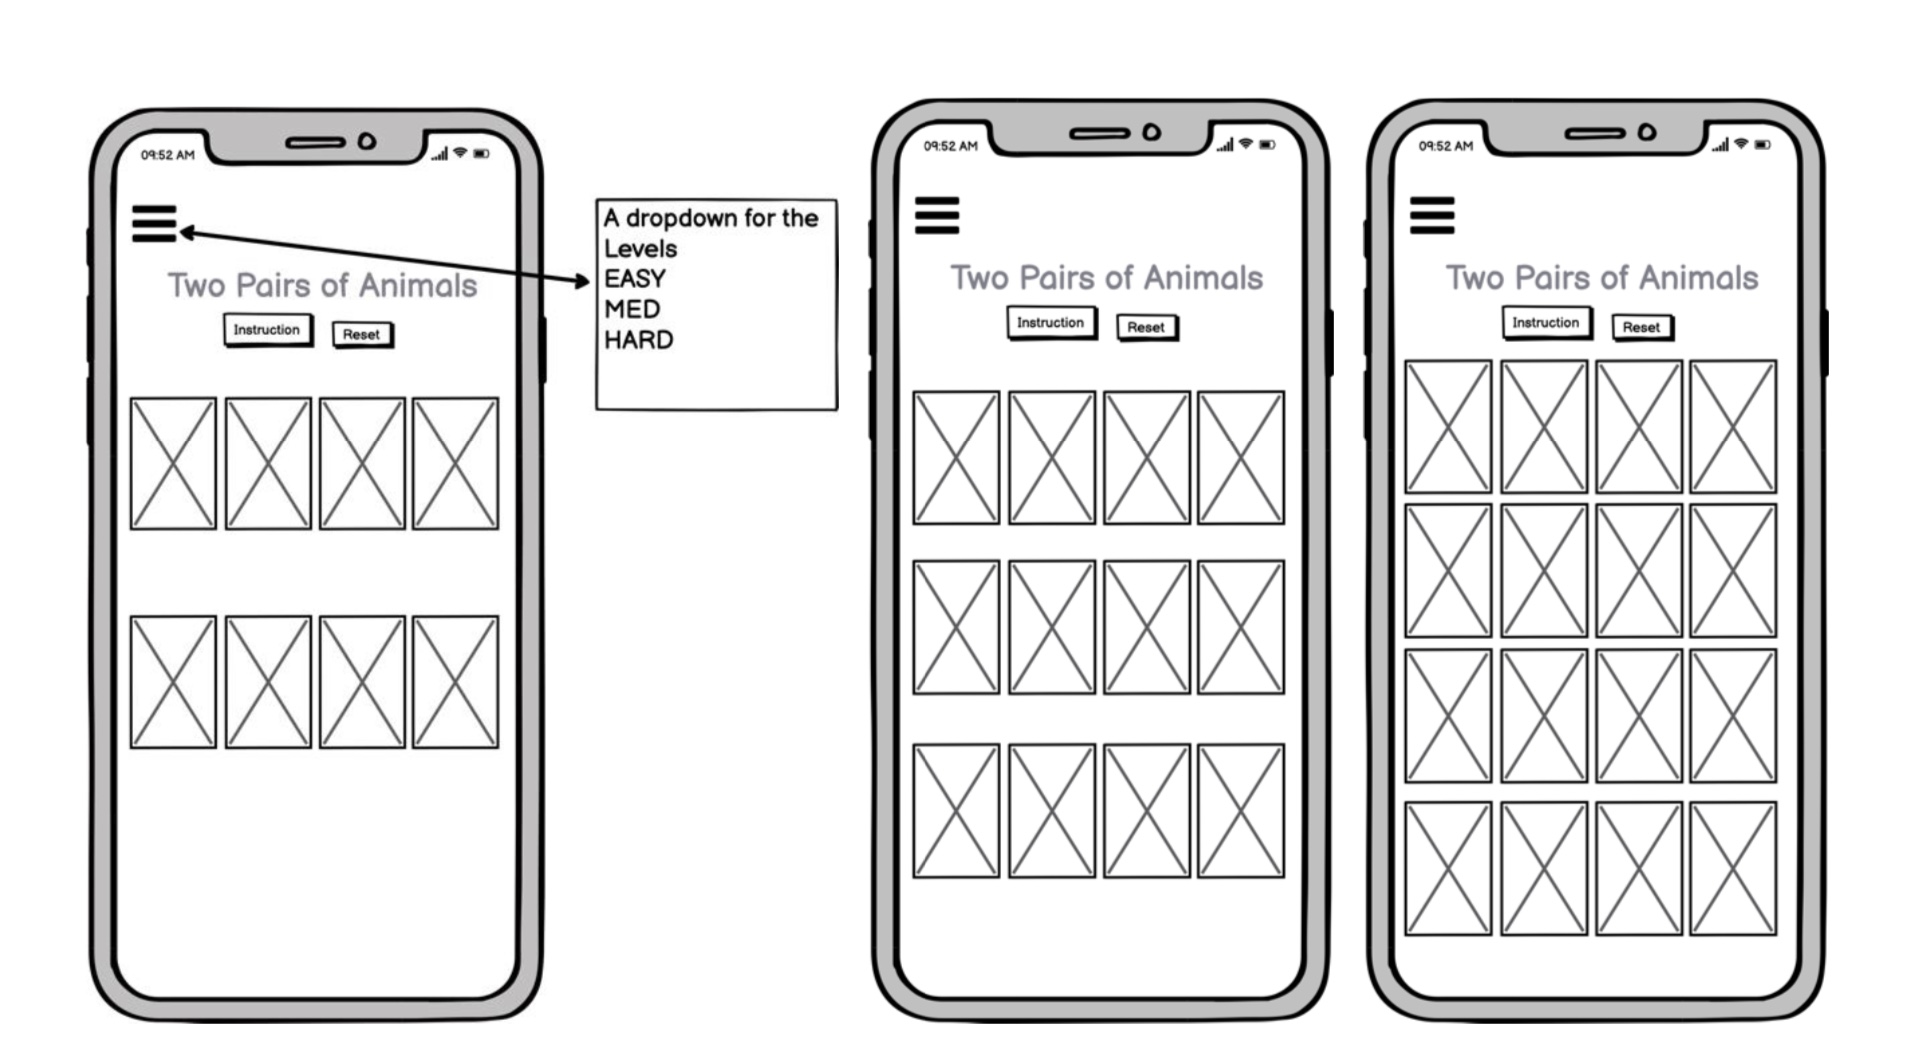 09:52 AM
Two Pairs of Animals
Instruction
Reset
A dropdown for the
Levels
EASY
MED
HARD
09:52 AM
Two Pairs of Animals
Instruction
Reset
09:52 AM
Two Pairs of Animals
Instruction
Reset